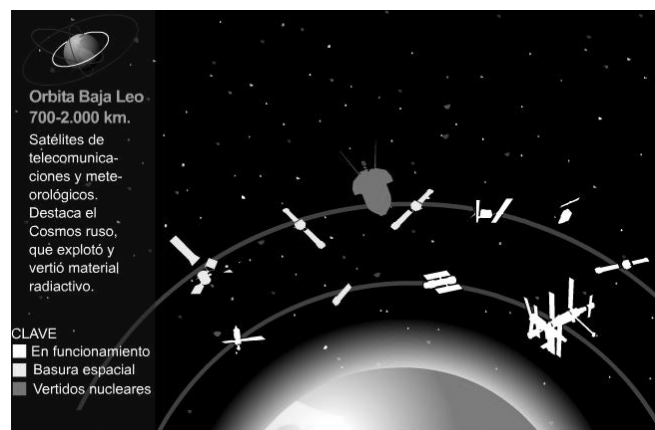 Orbita Baja Leo
700-2.000 km.
Satélites de
telecomunica-
ciones y mete-
orológicos.
Destaca el
Cosmos ruso,
que explotó y
vertió material
radiactivo.
CLAVE
En funcionamiento
Basura espacial
Vertidos nucleares